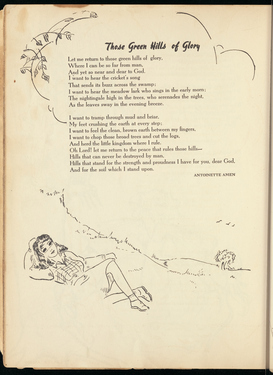 Those Green Hills of Glory
Let me return to those green hills of glory,
Where I can be so far from man,
And yet so near and dear to God.
I want to hear the cricket's song
That sends its buzz across the swamp;
I want to hear the meadow lark who sings in the early morn;
The nightingale high in the trees, who serenades the night,
As the leaves sway in the evening breeze.
I want to tramp through mud and briar,
My feet crushing the earth at every step;
I want to feel the clean, brown earth between my fingers,
I want to chop those broad trees and cut the logs,
And herd the little kingdom where I rule.
Oh Lord! let me return to the peace that rules those hills—
Hills that can never be destroyed by man,
Hills that stand for the strength and prevalence I have for you, dear God,
And for the soil which I stand upon.
ANTOINETTE